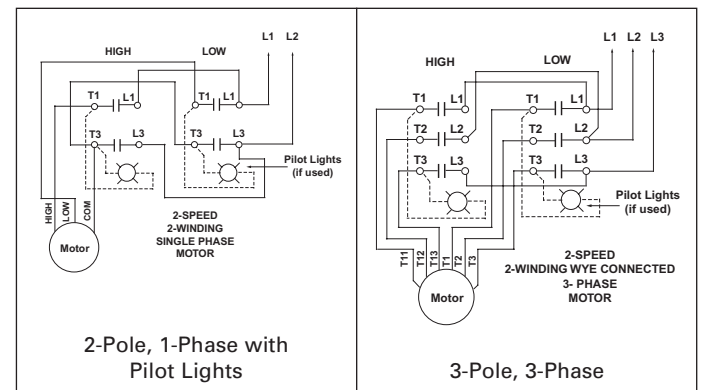 L1 L2
HIGH LOW
T1 L1 T1 L1
T3 L3 T3 L3
Pilot Lights
(if used)
HIGH
LOW
COM
Motor
2-SPEED
2-WINDING
SINGLE PHASE
MOTOR
2-Pole, 1-Phase with
Pilot Lights
L1 L2 L3
HIGH LOW
T1 L1 T1 L1
T2 L2 T2 L2
T3 L3 T3 L3
Pilot Lights
(if used)
T11
T12
T13
T1
T2
T3
Motor
2-SPEED
2-WINDING WYE CONNECTED
3- PHASE
MOTOR
3-Pole, 3-Phase